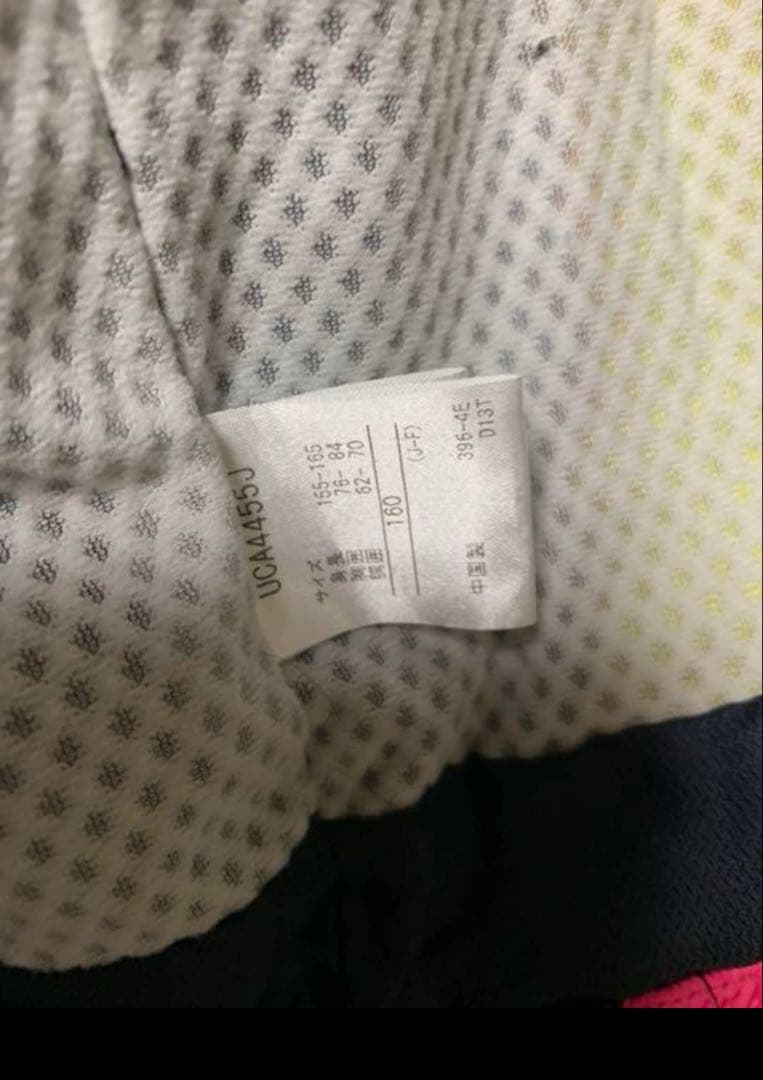 UCA4455J
サイズ
身長 155-165
胸囲 76- 84
腰囲 62- 70
160
(J-F)
396-4E
中国製 D13T